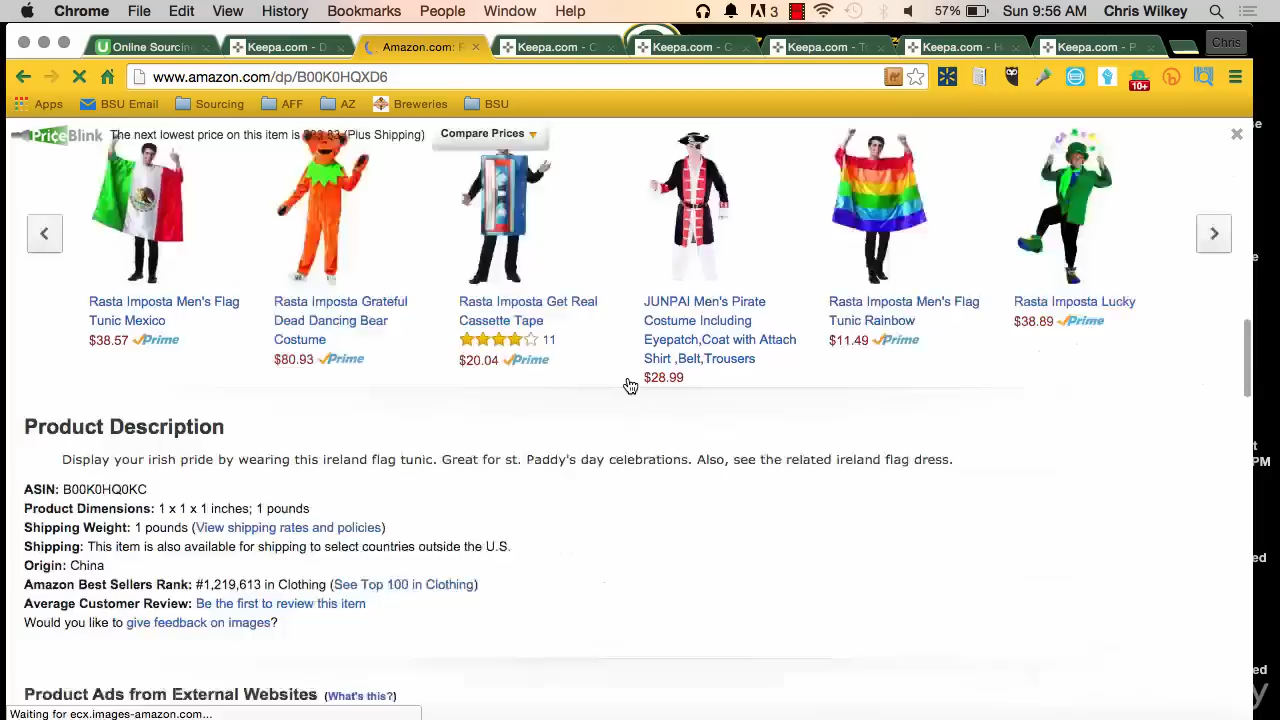 Chrome File Edit View History Bookmarks People Window Help 3 57% Sun 9:56 AM Chris Wilkey
Online Sourcin Keepa.com - D Amazon.com: Keepa.com - C Keepa.com - C Keepa.com - T Keepa.com - H Keepa.com - P Chris
www.amazon.com/dp/B00K0HQXD6 10+
Apps BSU Email Sourcing AFF AZ Breweries BSU
PriceBlink The next lowest price on this item is (Plus Shipping) Compare Prices
Rasta Imposta Men's Flag Tunic Mexico
$38.57 Prime
Rasta Imposta Grateful Dead Dancing Bear Costume
$80.93 Prime
Rasta Imposta Get Real Cassette Tape
11
$20.04 Prime
JUNPAI Men's Pirate Costume Including Eyepatch,Coat with Attach Shirt ,Belt,Trousers
$28.99
Rasta Imposta Men's Flag Tunic Rainbow
$11.49 Prime
Rasta Imposta Lucky
$38.89 Prime
Product Description
Display your irish pride by wearing this ireland flag tunic. Great for st. Paddy's day celebrations. Also, see the related ireland flag dress.
ASIN: B00K0HQ0KC
Product Dimensions: 1 x 1 x 1 inches; 1 pounds
Shipping Weight: 1 pounds (View shipping rates and policies)
Shipping: This item is also available for shipping to select countries outside the U.S.
Origin: China
Amazon Best Sellers Rank: #1,219,613 in Clothing (See Top 100 in Clothing)
Average Customer Review: Be the first to review this item
Would you like to give feedback on images?
Product Ads from External Websites (What's this?)
Waiting for ecx.images-amazon.com...